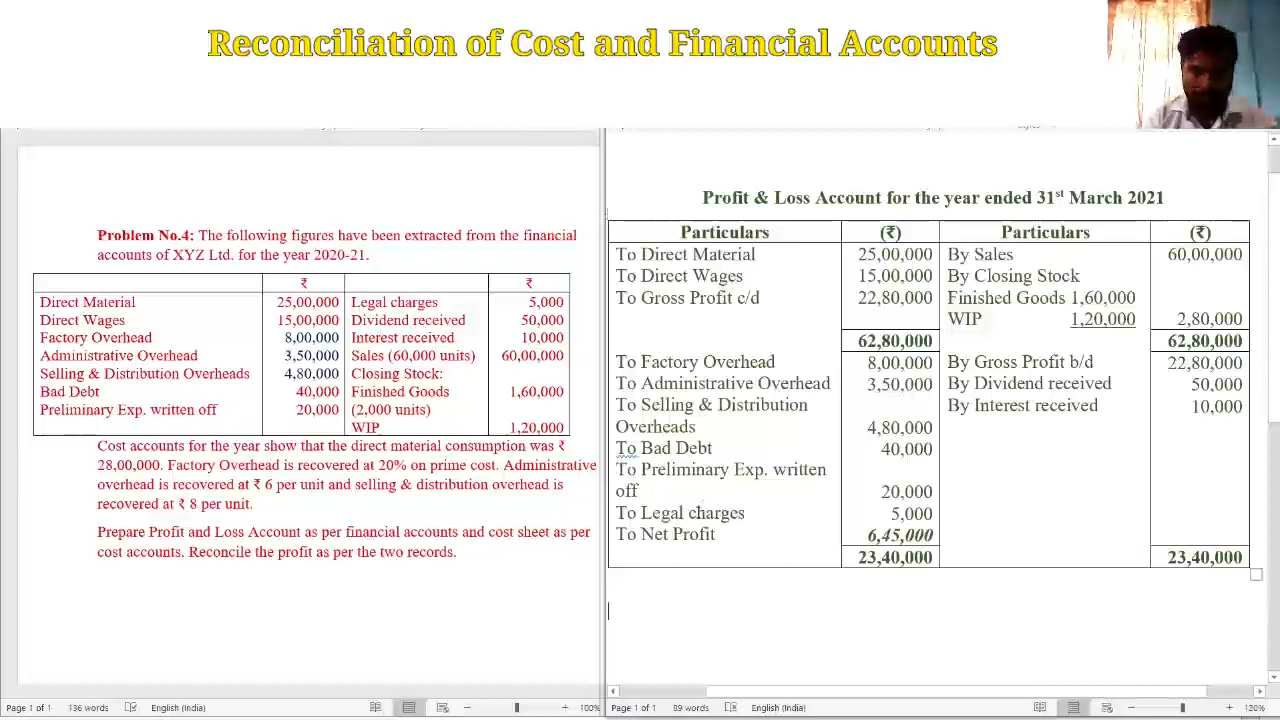 Reconciliation of Cost and Financial Accounts
Problem No.4: The following figures have been extracted from the financial
accounts of XYZ Ltd. for the year 2020-21.
₹ ₹
Direct Material 25,00,000 Legal charges 5,000
Direct Wages 15,00,000 Dividend received 50,000
Factory Overhead 8,00,000 Interest received 10,000
Administrative Overhead 3,50,000 Sales (60,000 units) 60,00,000
Selling & Distribution Overheads 4,80,000 Closing Stock:
Bad Debt 40,000 Finished Goods 1,60,000
Preliminary Exp. written off 20,000 (2,000 units)
WIP 1,20,000
Cost accounts for the year show that the direct material consumption was ₹
28,00,000. Factory Overhead is recovered at 20% on prime cost. Administrative
overhead is recovered at ₹ 6 per unit and selling & distribution overhead is
recovered at ₹ 8 per unit.
Prepare Profit and Loss Account as per financial accounts and cost sheet as per
cost accounts. Reconcile the profit as per the two records.
Page 1 of 1 136 words English (India) 100%
Profit & Loss Account for the year ended 31st March 2021
Particulars (₹) Particulars (₹)
To Direct Material 25,00,000 By Sales 60,00,000
To Direct Wages 15,00,000 By Closing Stock
To Gross Profit c/d 22,80,000 Finished Goods 1,60,000
WIP 1,20,000 2,80,000
62,80,000 62,80,000
To Factory Overhead 8,00,000 By Gross Profit b/d 22,80,000
To Administrative Overhead 3,50,000 By Dividend received 50,000
To Selling & Distribution By Interest received 10,000
Overheads 4,80,000
To Bad Debt 40,000
To Preliminary Exp. written
off 20,000
To Legal charges 5,000
To Net Profit 6,45,000
23,40,000 23,40,000
Page 1 of 1 89 words English (India) 120%